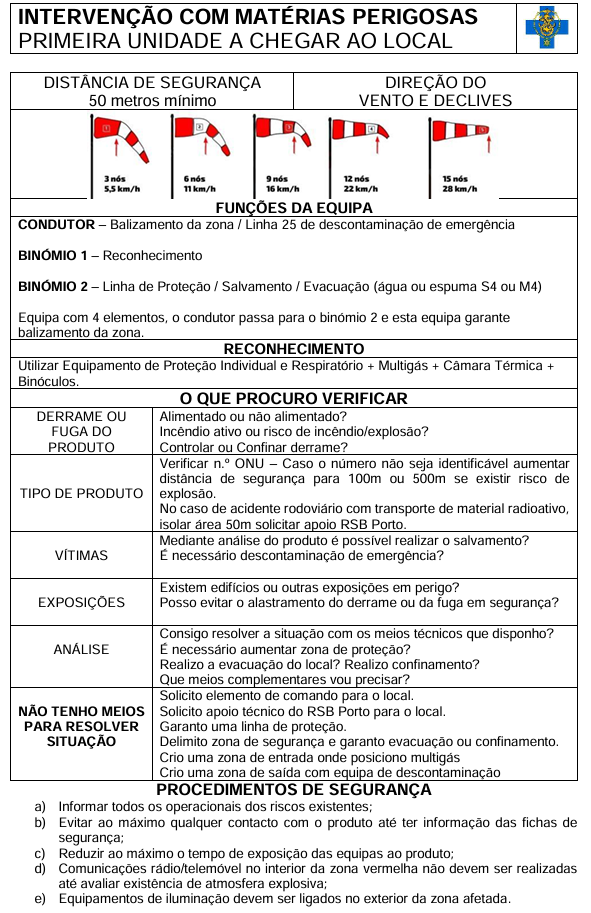 INTERVENÇÃO COM MATÉRIAS PERIGOSAS
PRIMEIRA UNIDADE A CHEGAR AO LOCAL
DISTÂNCIA DE SEGURANÇA
50 metros mínimo
DIREÇÃO DO
VENTO E DECLIVES
1
3 nós
5,5 km/h
2
6 nós
11 km/h
3
9 nós
16 km/h
4
12 nós
22 km/h
5
15 nós
28 km/h
FUNÇÕES DA EQUIPA
CONDUTOR – Balizamento da zona / Linha 25 de descontaminação de emergência
BINÓMIO 1 – Reconhecimento
BINÓMIO 2 – Linha de Proteção / Salvamento / Evacuação (água ou espuma S4 ou M4)
Equipa com 4 elementos, o condutor passa para o binómio 2 e esta equipa garante
balizamento da zona.
RECONHECIMENTO
Utilizar Equipamento de Proteção Individual e Respiratório + Multigás + Câmara Térmica +
Binóculos.
O QUE PROCURO VERIFICAR
DERRAME OU
FUGA DO
PRODUTO
Alimentado ou não alimentado?
Incêndio ativo ou risco de incêndio/explosão?
Controlar ou Confinar derrame?
TIPO DE PRODUTO
Verificar n.º ONU – Caso o número não seja identificável aumentar
distância de segurança para 100m ou 500m se existir risco de
explosão.
No caso de acidente rodoviário com transporte de material radioativo,
isolar área 50m solicitar apoio RSB Porto.
VÍTIMAS
Mediante análise do produto é possível realizar o salvamento?
É necessário descontaminação de emergência?
EXPOSIÇÕES
Existem edifícios ou outras exposições em perigo?
Posso evitar o alastramento do derrame ou da fuga em segurança?
ANÁLISE
Consigo resolver a situação com os meios técnicos que disponho?
É necessário aumentar zona de proteção?
Realizo a evacuação do local? Realizo confinamento?
Que meios complementares vou precisar?
NÃO TENHO MEIOS
PARA RESOLVER
SITUAÇÃO
Solicito elemento de comando para o local.
Solicito apoio técnico do RSB Porto para o local.
Garanto uma linha de proteção.
Delimito zona de segurança e garanto evacuação ou confinamento.
Crio uma zona de entrada onde posiciono multigás
Crio uma zona de saída com equipa de descontaminação
PROCEDIMENTOS DE SEGURANÇA
a) Informar todos os operacionais dos riscos existentes;
b) Evitar ao máximo qualquer contacto com o produto até ter informação das fichas de
segurança;
c) Reduzir ao máximo o tempo de exposição das equipas ao produto;
d) Comunicações rádio/telemóvel no interior da zona vermelha não devem ser realizadas
até avaliar existência de atmosfera explosiva;
e) Equipamentos de iluminação devem ser ligados no exterior da zona afetada.